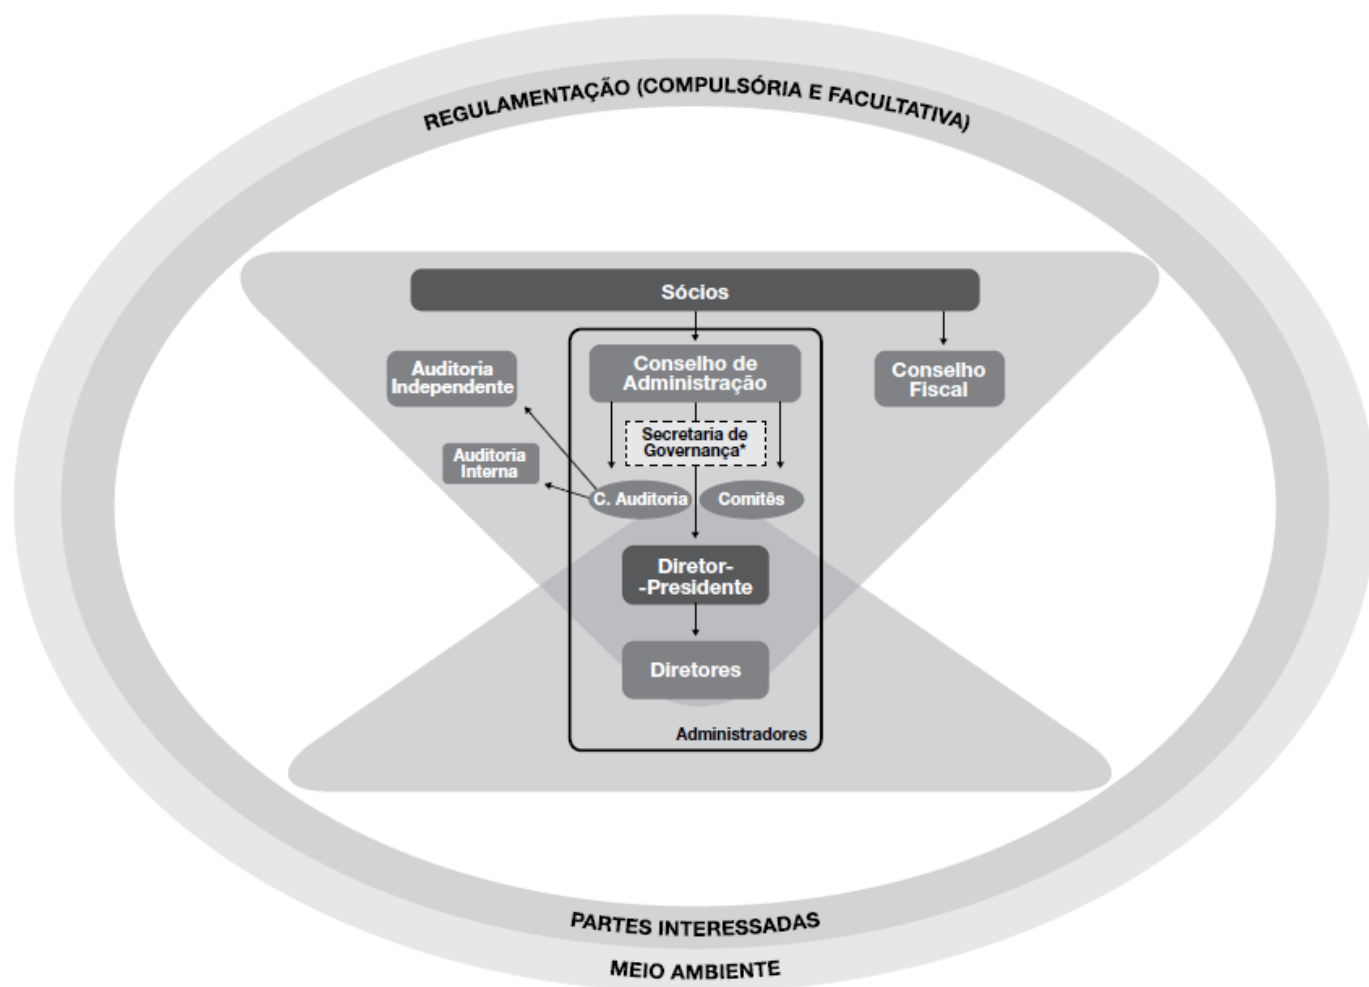 REGULAMENTAÇÃO (COMPULSÓRIA E FACULTATIVA)
Sócios
Auditoria
Independente
Conselho de
Administração
Conselho
Fiscal
Secretaria de
Governança*
Auditoria
Interna
C. Auditoria
Comitês
Diretor-
-Presidente
Diretores
Administradores
PARTES INTERESSADAS
MEIO AMBIENTE